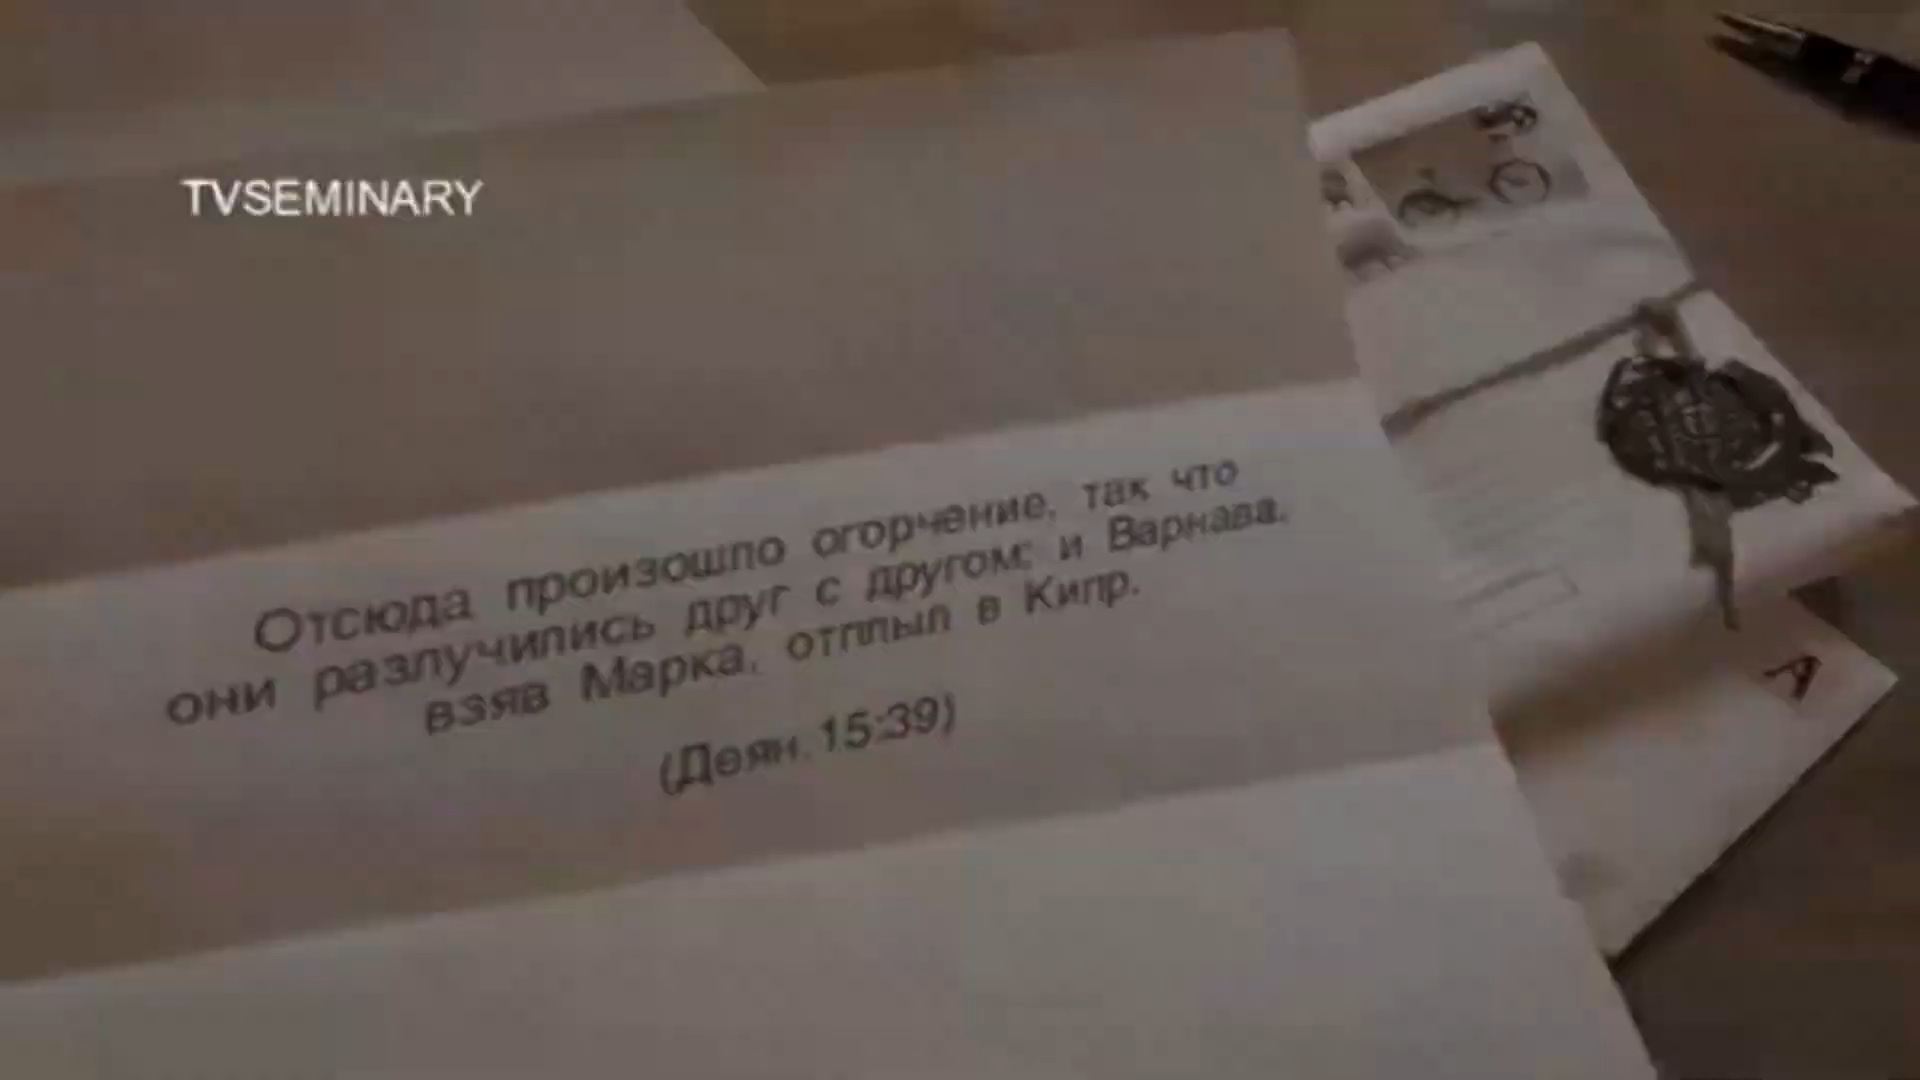 TVSEMINARY
Отсюда произошло огорчение, так что
они разлучились друг с другом; и Варнава,
взяв Марка, отплыл в Кипр.
(Деян. 15:39)
A